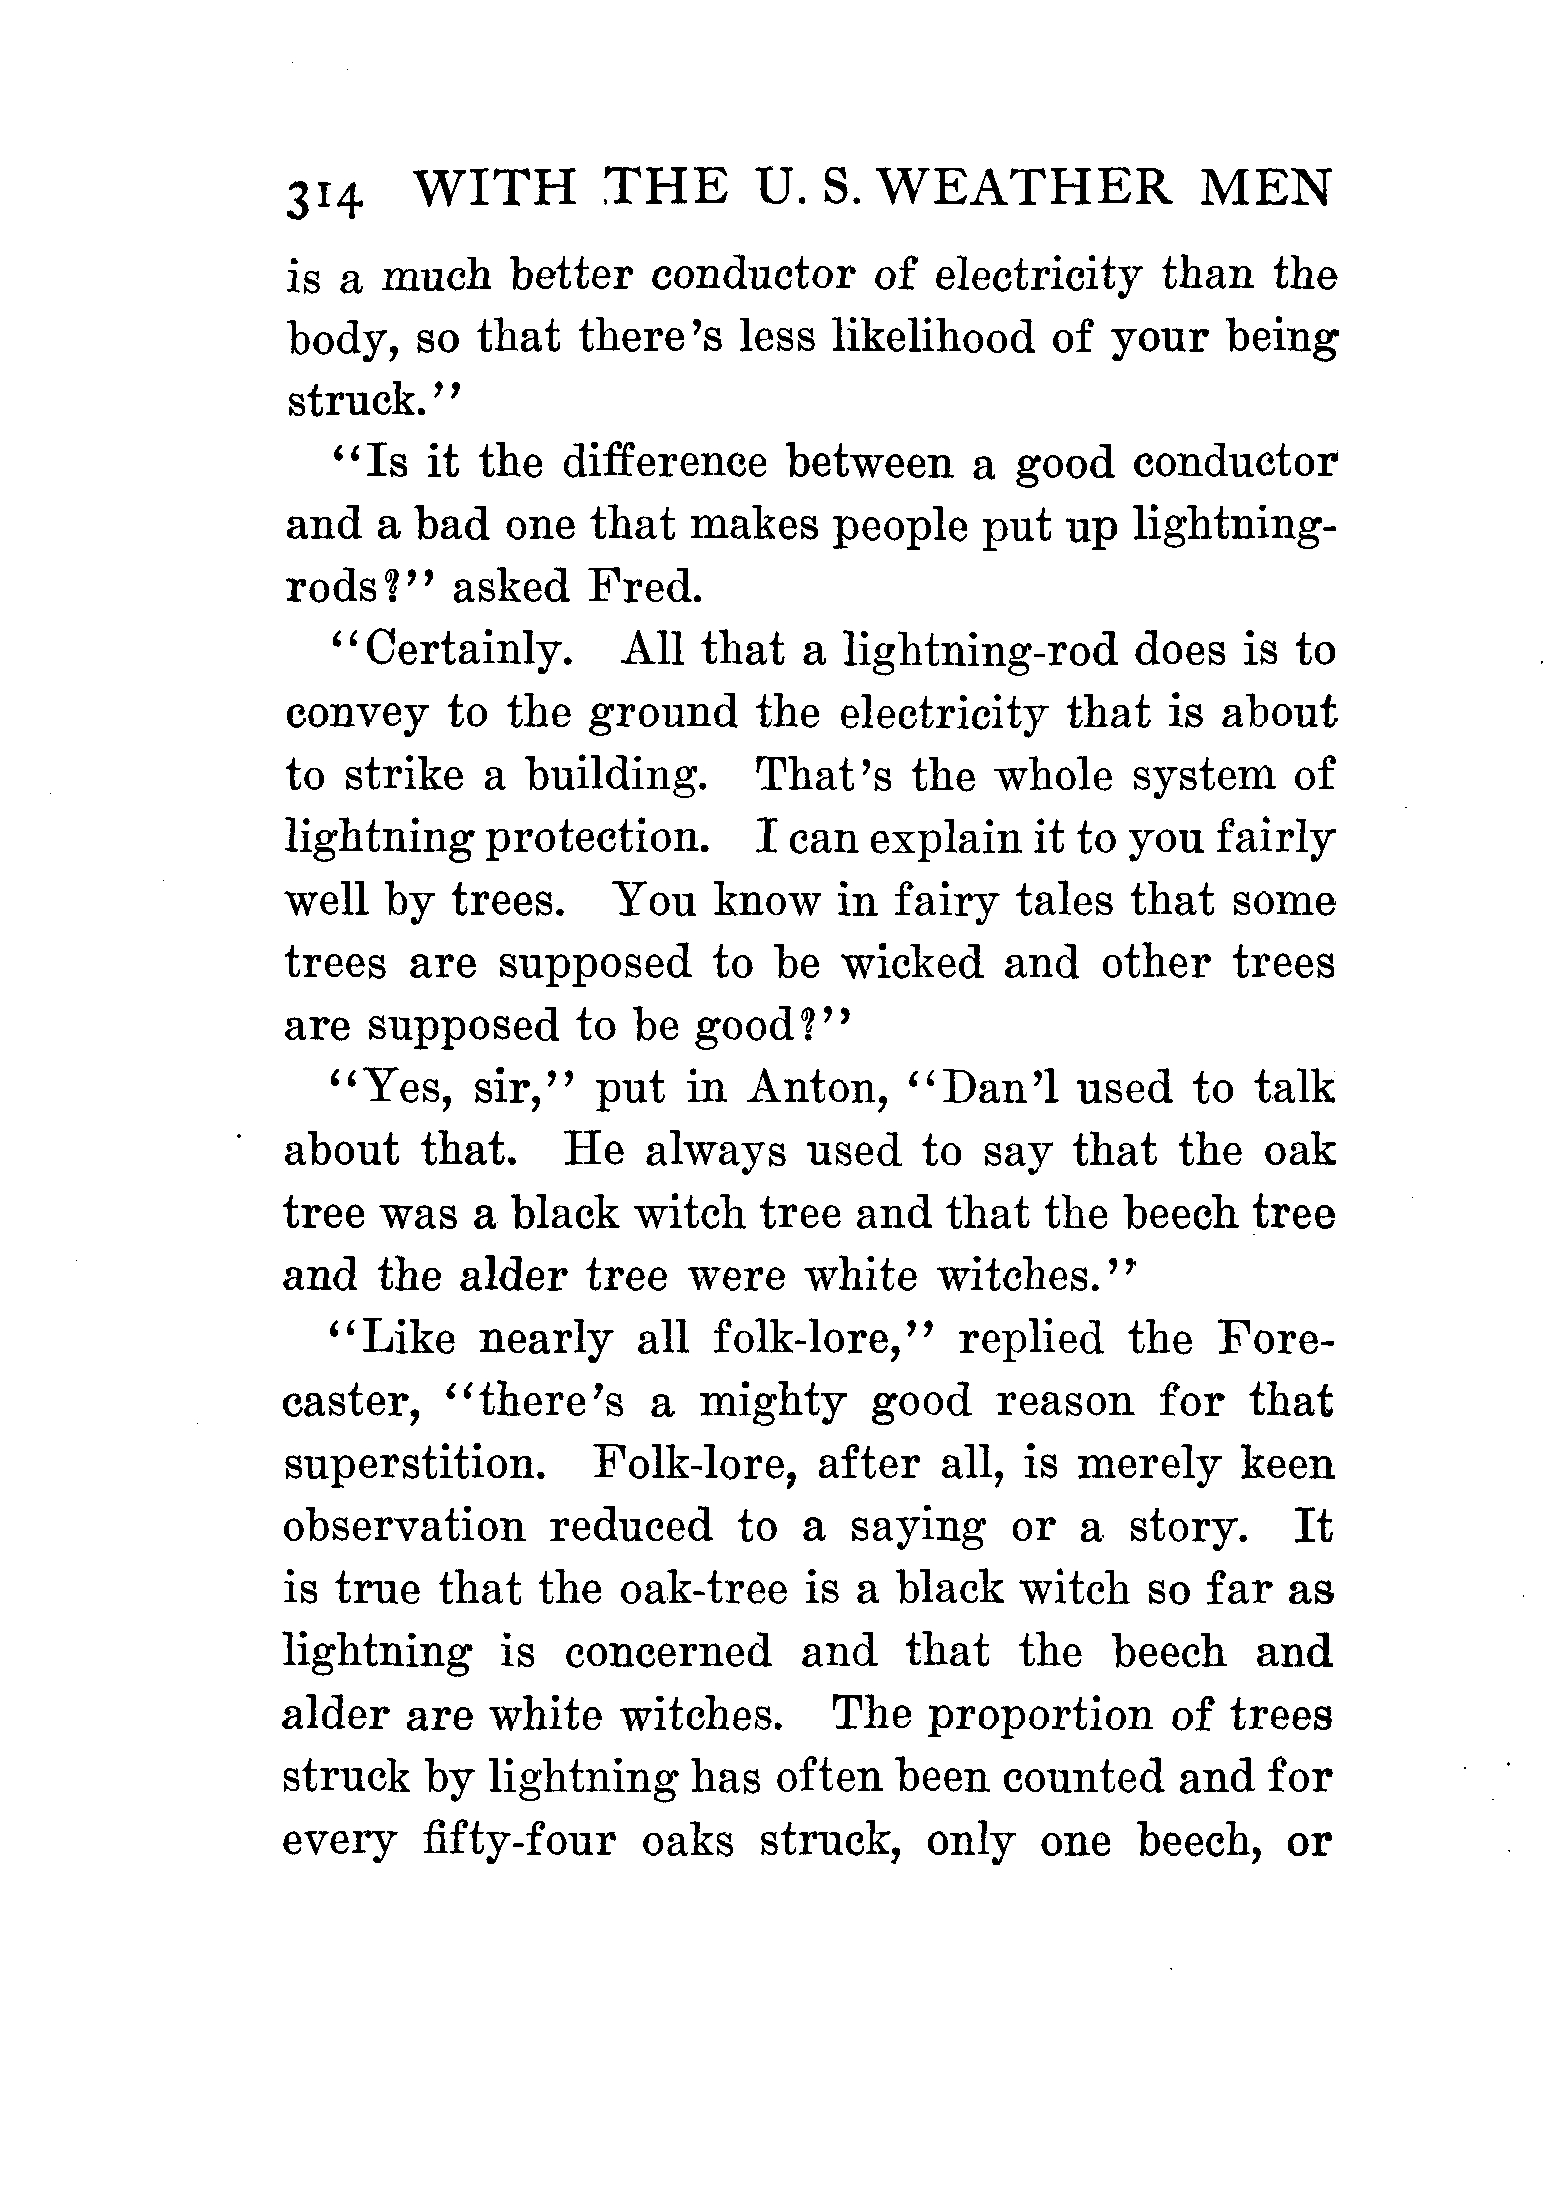 314 WITH THE U. S. WEATHER MEN
is a much better conductor of electricity than the
body, so that there's less likelihood of your being
struck."
"Is it the difference between a good conductor
and a bad one that makes people put up lightning-
rods?" asked Fred.
"Certainly. All that a lightning-rod does is to
convey to the ground the electricity that is about
to strike a building. That's the whole system of
lightning protection. I can explain it to you fairly
well by trees. You know in fairy tales that some
trees are supposed to be wicked and other trees
are supposed to be good?"
"Yes, sir," put in Anton, "Dan'l used to talk
about that. He always used to say that the oak
tree was a black witch tree and that the beech tree
and the alder tree were white witches."
"Like nearly all folk-lore," replied the Fore-
caster, "there's a mighty good reason for that
superstition. Folk-lore, after all, is merely keen
observation reduced to a saying or a story. It
is true that the oak-tree is a black witch so far as
lightning is concerned and that the beech and
alder are white witches. The proportion of trees
struck by lightning has often been counted and for
every fifty-four oaks struck, only one beech, or